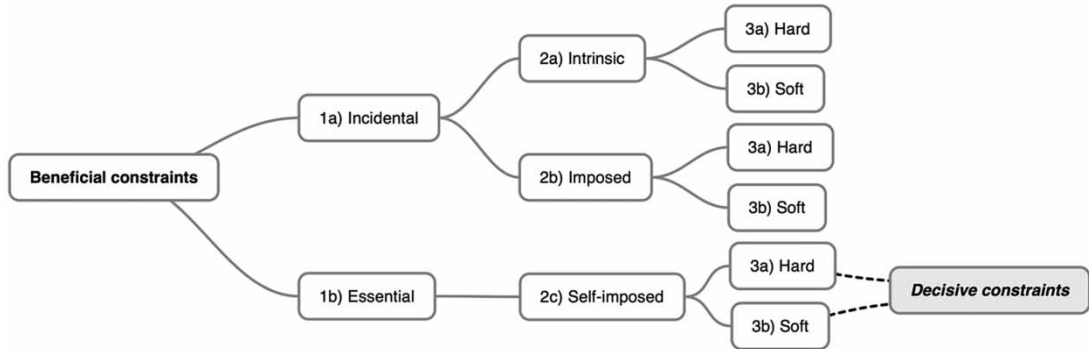 3a) Hard
2a) Intrinsic
3b) Soft
1a) Incidental
3a) Hard
2b) Imposed
3b) Soft
Beneficial constraints
3a) Hard
1b) Essential
2c) Self-imposed
Decisive constraints
3b) Soft